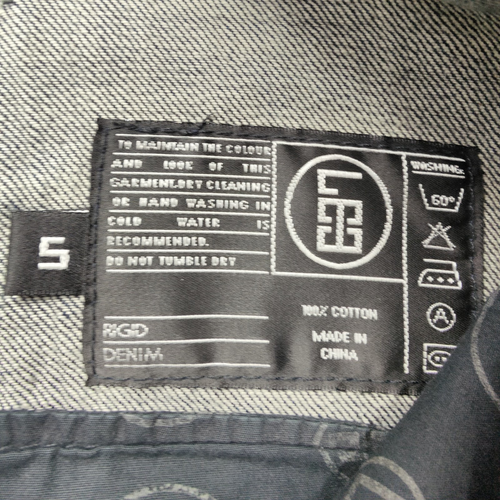 TO MAINTAIN THE COLOUR
AND LOOK OF THIS
GARMENT.DRY CLEANING
OR HAND WASHING IN
COLD WATER IS
RECOMMENDED.
DO NOT TUMBLE DRY
RIGID
DENIM
100% COTTON
MADE IN
CHINA
WASHING:
60°
A
S